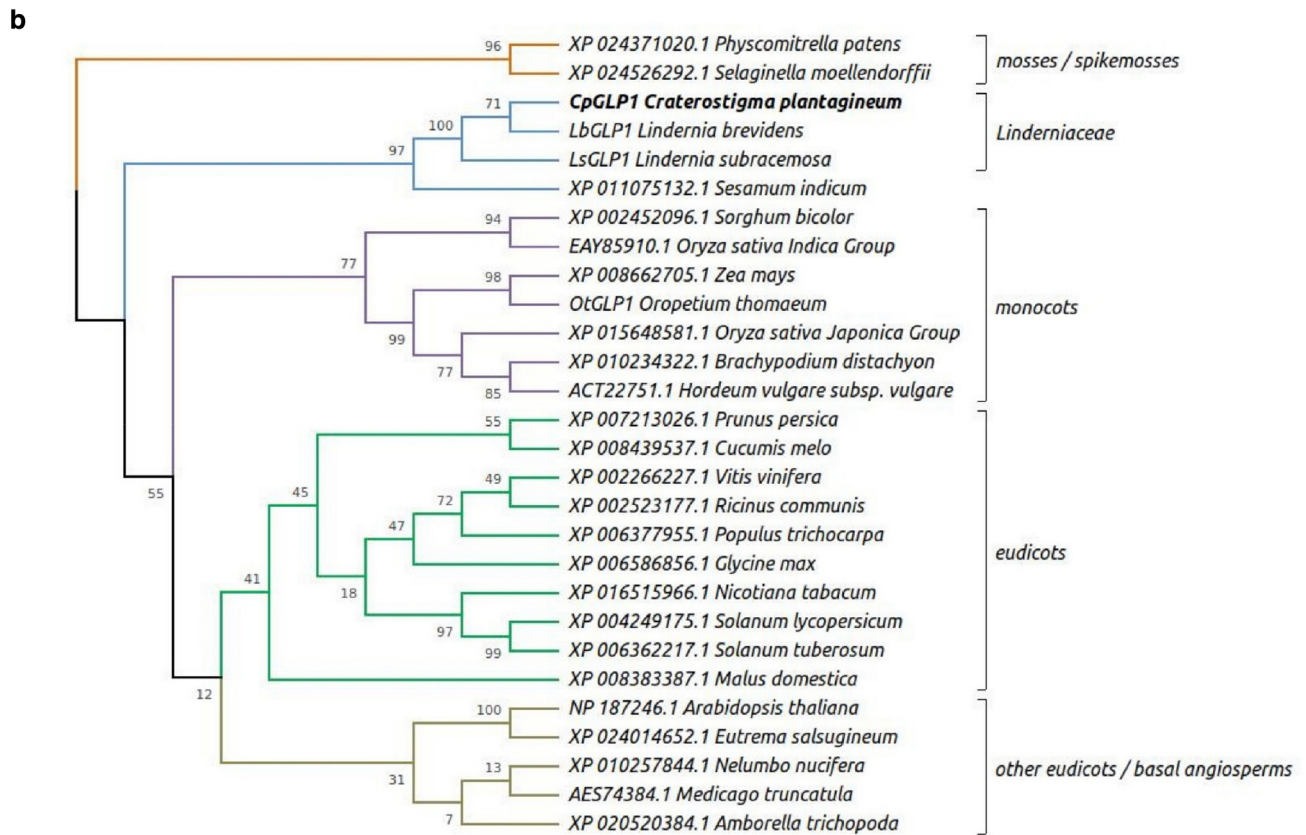 b
96
XP 024371020.1 Physcomitrella patens
XP 024526292.1 Selaginella moellendorffii
mosses / spikemosses
71
CpGLP1 Craterostigma plantagineum
100
LbGLP1 Lindernia brevidens
Linderniaceae
97
LsGLP1 Lindernia subracemosa
XP 011075132.1 Sesamum indicum
94
XP 002452096.1 Sorghum bicolor
EAY85910.1 Oryza sativa Indica Group
77
98
XP 008662705.1 Zea mays
OtGLP1 Oropetium thomaeum
monocots
99
XP 015648581.1 Oryza sativa Japonica Group
77
XP 010234322.1 Brachypodium distachyon
85
ACT22751.1 Hordeum vulgare subsp. vulgare
55
XP 007213026.1 Prunus persica
XP 008439537.1 Cucumis melo
49
XP 002266227.1 Vitis vinifera
55
45
72
XP 002523177.1 Ricinus communis
47
XP 006377955.1 Populus trichocarpa
eudicots
XP 006586856.1 Glycine max
41
18
XP 016515966.1 Nicotiana tabacum
97
XP 004249175.1 Solanum lycopersicum
99
XP 006362217.1 Solanum tuberosum
XP 008383387.1 Malus domestica
12
100
NP 187246.1 Arabidopsis thaliana
XP 024014652.1 Eutrema salsugineum
31
13
XP 010257844.1 Nelumbo nucifera
other eudicots / basal angiosperms
AES74384.1 Medicago truncatula
7
XP 020520384.1 Amborella trichopoda